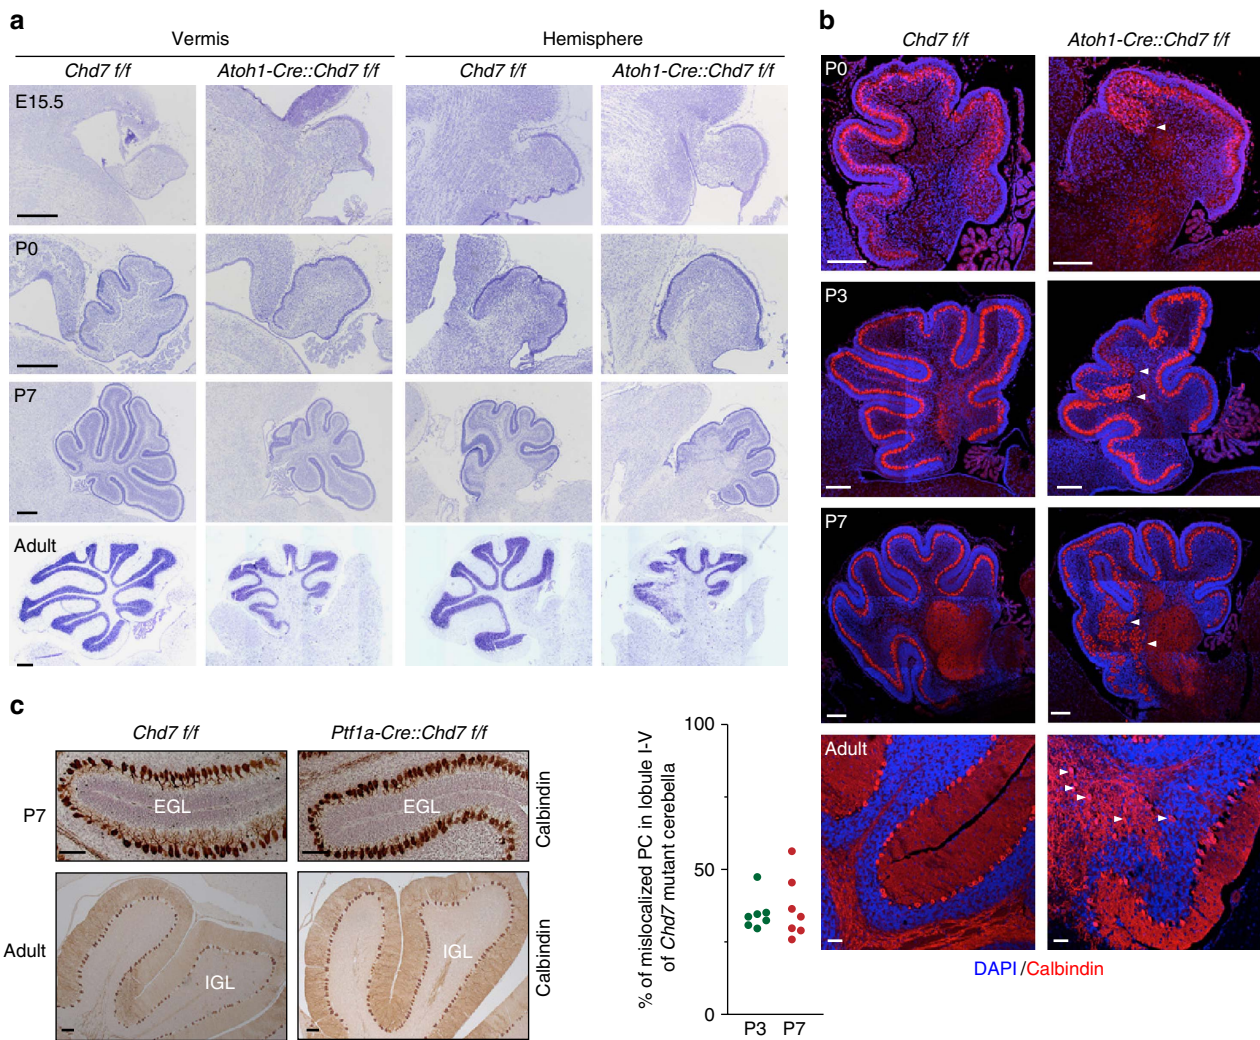 a
Vermis
Hemisphere
Chd7 f/f
Atoh1-Cre::Chd7 f/f
Chd7 f/f
Atoh1-Cre::Chd7 f/f
E15.5
P0
P7
Adult
b
Chd7 f/f
Atoh1-Cre::Chd7 f/f
P0
P3
P7
Adult
DAPI/Calbindin
c
Chd7 f/f
Ptf1a-Cre::Chd7 f/f
P7
EGL
EGL
Calbindin
Adult
IGL
IGL
Calbindin
% of mislocalized PC in lobule I-V
of Chd7 mutant cerebella
100
50
0
P3
P7